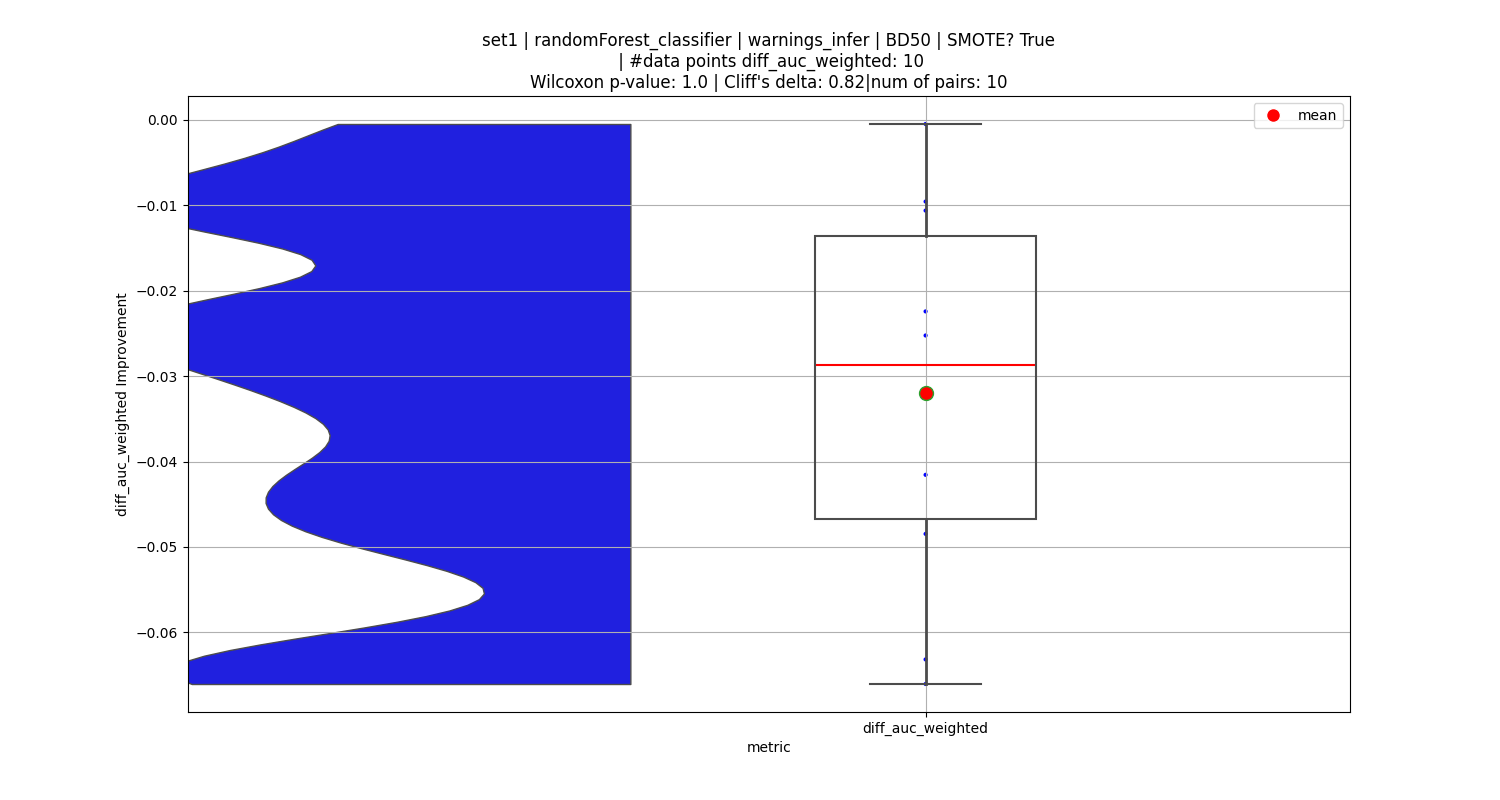 set1 | randomForest_classifier | warnings_infer | BD50 | SMOTE? True
| #data points diff_auc_weighted: 10
Wilcoxon p-value: 1.0 | Cliff's delta: 0.82|num of pairs: 10
mean
0.00
−0.01
−0.02
−0.03
−0.04
−0.05
−0.06
diff_auc_weighted Improvement
diff_auc_weighted
metric